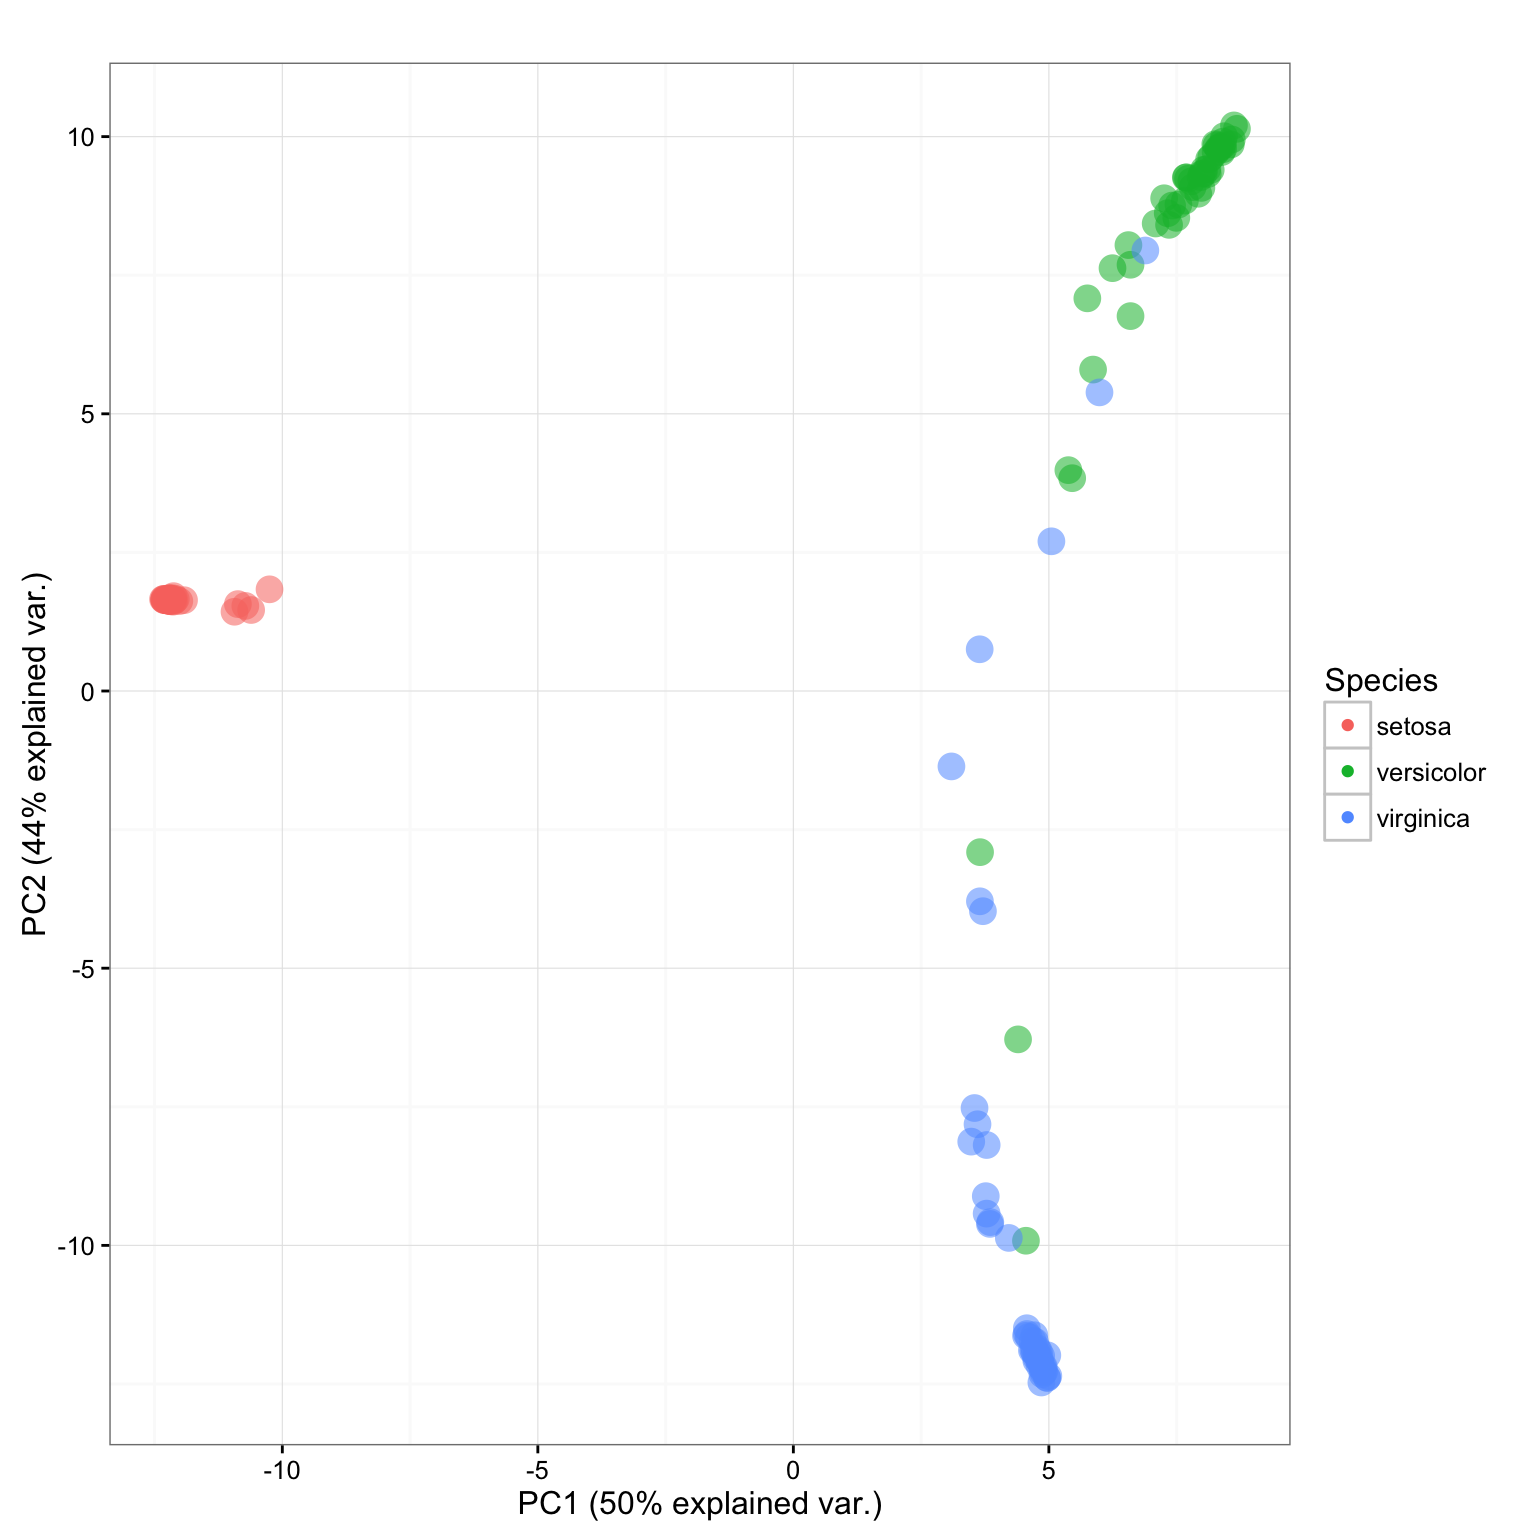 10
5
0
-5
-10
PC2 (44% explained var.)
-10
-5
0
5
PC1 (50% explained var.)
Species
setosa
versicolor
virginica